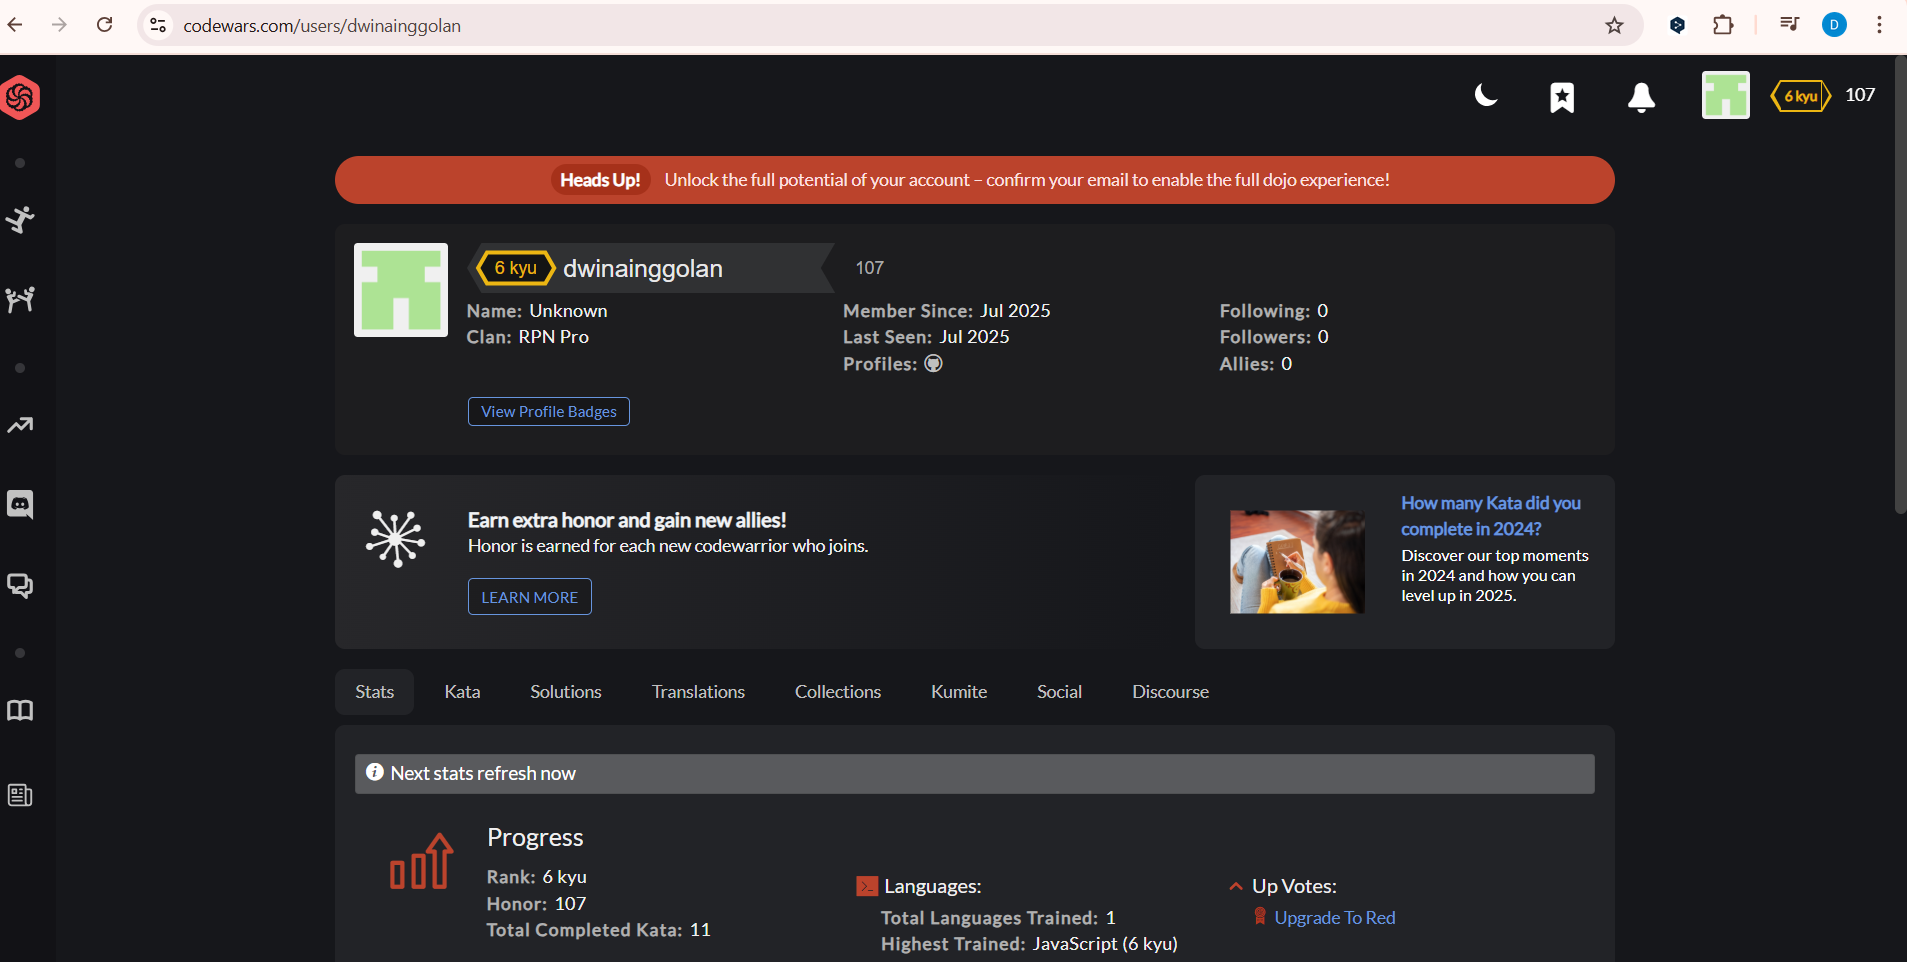 codewars.com/users/dwinainggolan
D
6 kyu
107
Heads Up! Unlock the full potential of your account – confirm your email to enable the full dojo experience!
6 kyu dwinainggolan
107
Name: Unknown
Clan: RPN Pro
Member Since: Jul 2025
Last Seen: Jul 2025
Profiles:
Following: 0
Followers: 0
Allies: 0
View Profile Badges
Earn extra honor and gain new allies!
Honor is earned for each new codewarrior who joins.
LEARN MORE
How many Kata did you
complete in 2024?
Discover our top moments
in 2024 and how you can
level up in 2025.
Stats Kata Solutions Translations Collections Kumite Social Discourse
Next stats refresh now
Progress
Rank: 6 kyu
Honor: 107
Total Completed Kata: 11
Languages:
Total Languages Trained: 1
Highest Trained: JavaScript (6 kyu)
Up Votes:
Upgrade To Red